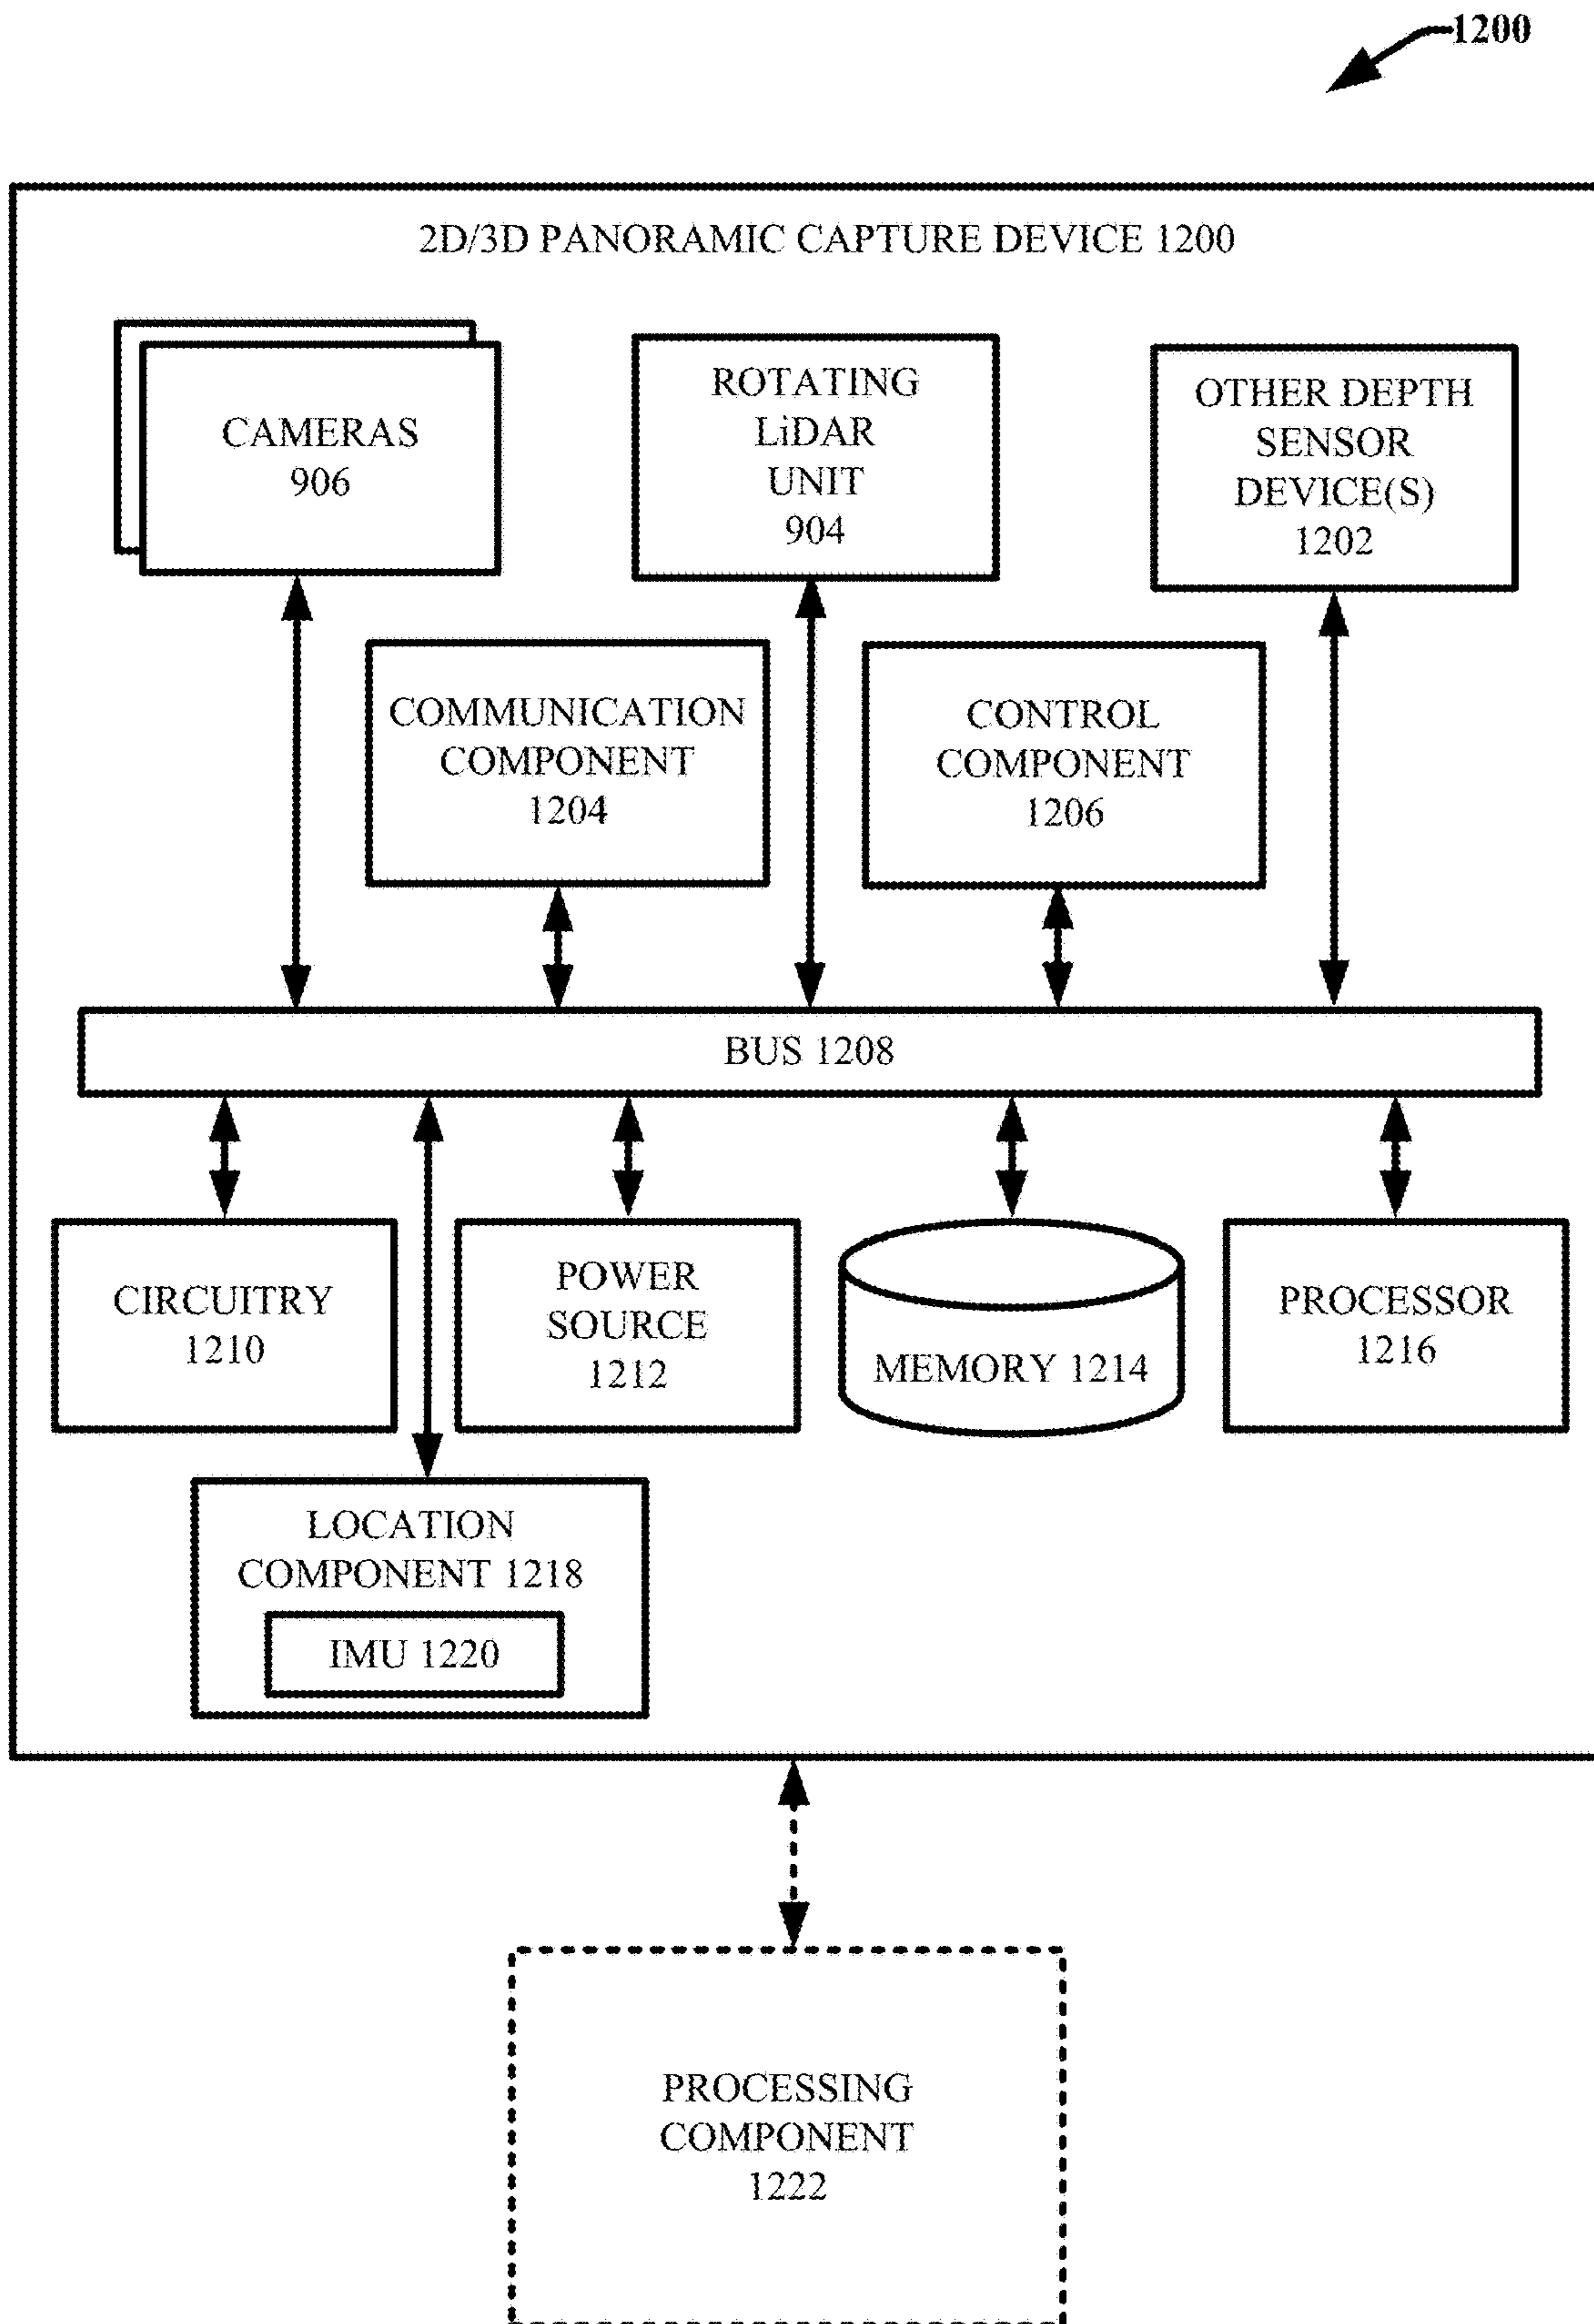 1200
2D/3D PANORAMIC CAPTURE DEVICE 1200
CAMERAS
906
ROTATING
LiDAR
UNIT
904
OTHER DEPTH
SENSOR
DEVICE(S)
1202
COMMUNICATION
COMPONENT
1204
CONTROL
COMPONENT
1206
BUS 1208
CIRCUITRY
1210
POWER
SOURCE
1212
MEMORY 1214
PROCESSOR
1216
LOCATION
COMPONENT 1218
IMU 1220
PROCESSING
COMPONENT
1222